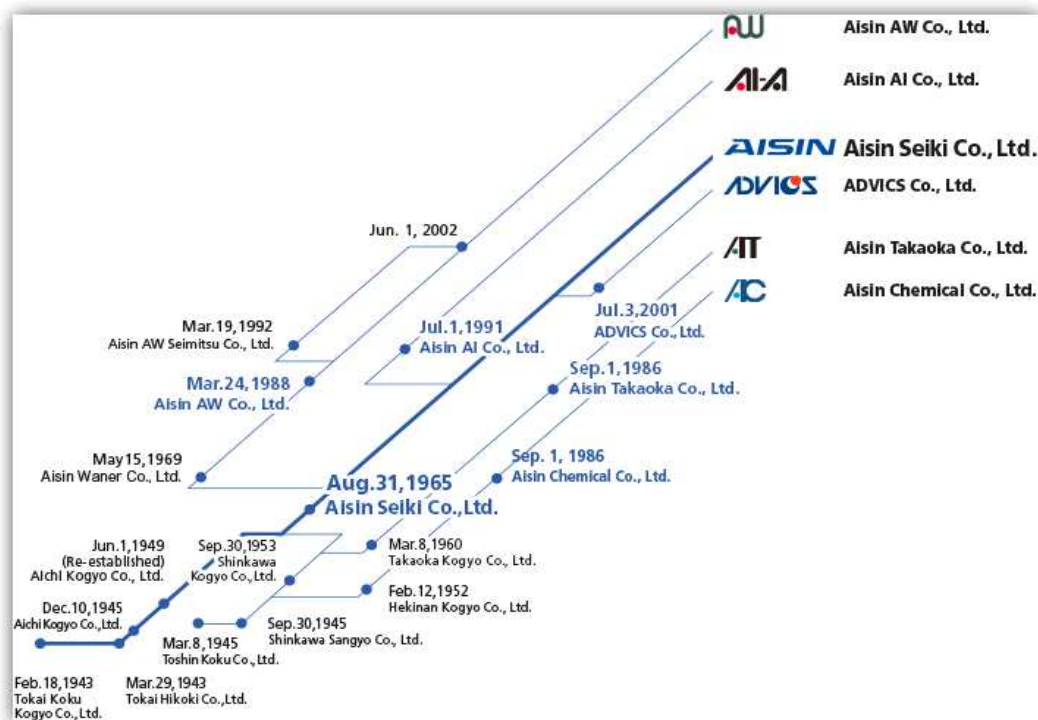 AW Aisin AW Co., Ltd.
AI-A Aisin AI Co., Ltd.
AISIN Aisin Seiki Co., Ltd.
ADVICS ADVICS Co., Ltd.
AT Aisin Takaoka Co., Ltd.
AC Aisin Chemical Co., Ltd.
Jun. 1, 2002
Mar.19,1992
Aisin AW Seimitsu Co., Ltd.
Mar.24,1988
Aisin AW Co., Ltd.
May15,1969
Aisin Waner Co., Ltd.
Jul.1,1991
Aisin AI Co., Ltd.
Jul.3,2001
ADVICS Co., Ltd.
Sep.1,1986
Aisin Takaoka Co., Ltd.
Sep. 1, 1986
Aisin Chemical Co., Ltd.
Aug.31,1965
Aisin Seiki Co.,Ltd.
Jun.1,1949
(Re-established)
Aichi Kogyo Co., Ltd.
Sep.30,1953
Shinkawa
Kogyo Co., Ltd.
Mar.8,1960
Takaoka Kogyo Co., Ltd.
Feb.12,1952
Hekinan Kogyo Co., Ltd.
Dec.10,1945
Aichi Kogyo Co., Ltd.
Sep.30,1945
Shinkawa Sangyo Co., Ltd.
Mar.8,1945
Toshin Koku Co., Ltd.
Feb.18,1943
Tokai Koku
Kogyo Co., Ltd.
Mar.29,1943
Tokai Hikoki Co., Ltd.